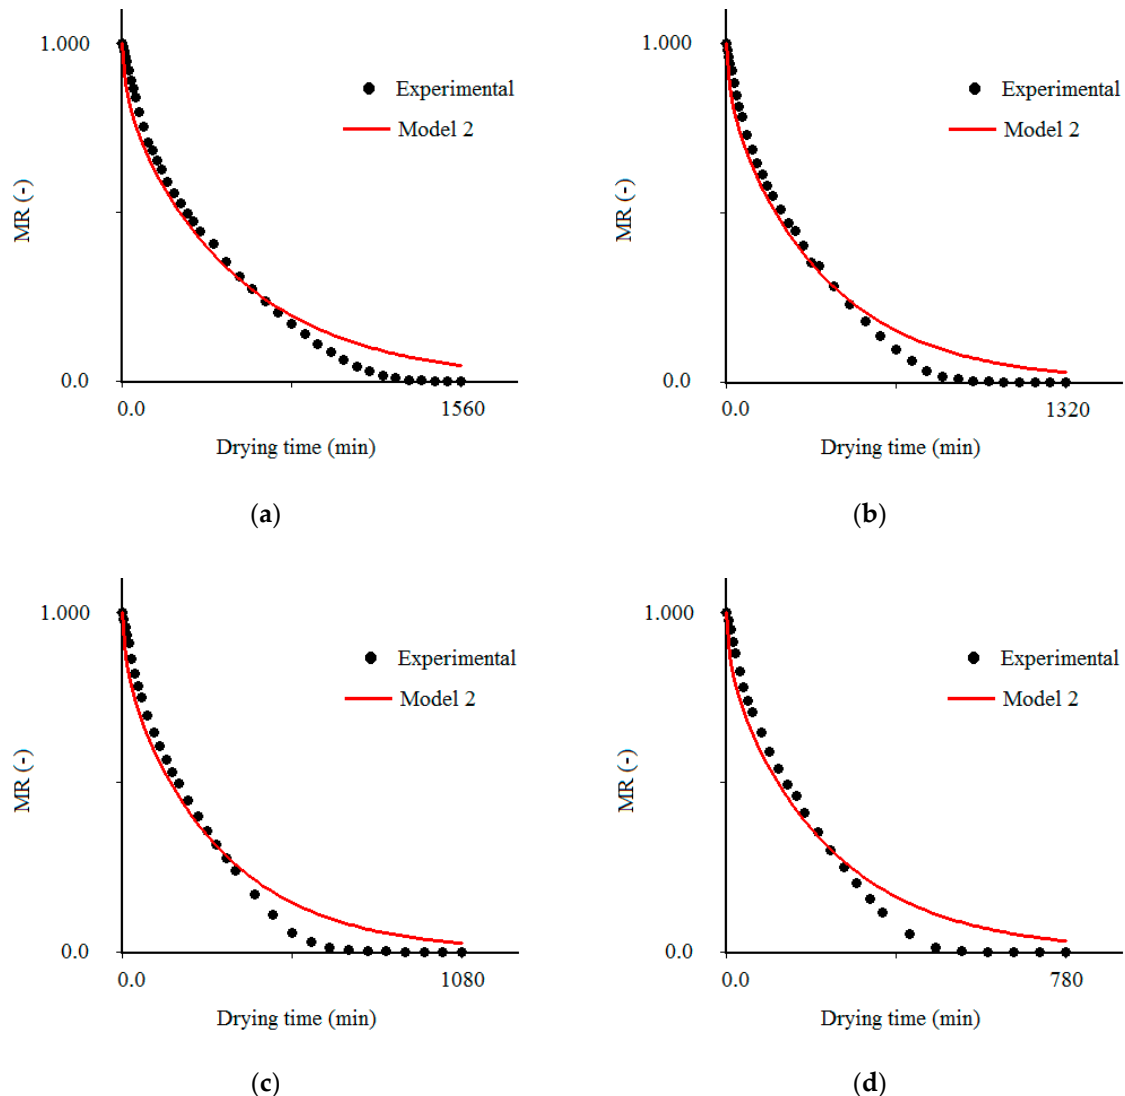 1.000
Experimental
Model 2
MR (-)
0.0
0.0
1560
Drying time (min)
(a)
1.000
Experimental
Model 2
MR (-)
0.0
0.0
1320
Drying time (min)
(b)
1.000
Experimental
Model 2
MR (-)
0.0
0.0
1080
Drying time (min)
(c)
1.000
Experimental
Model 2
MR (-)
0.0
0.0
780
Drying time (min)
(d)